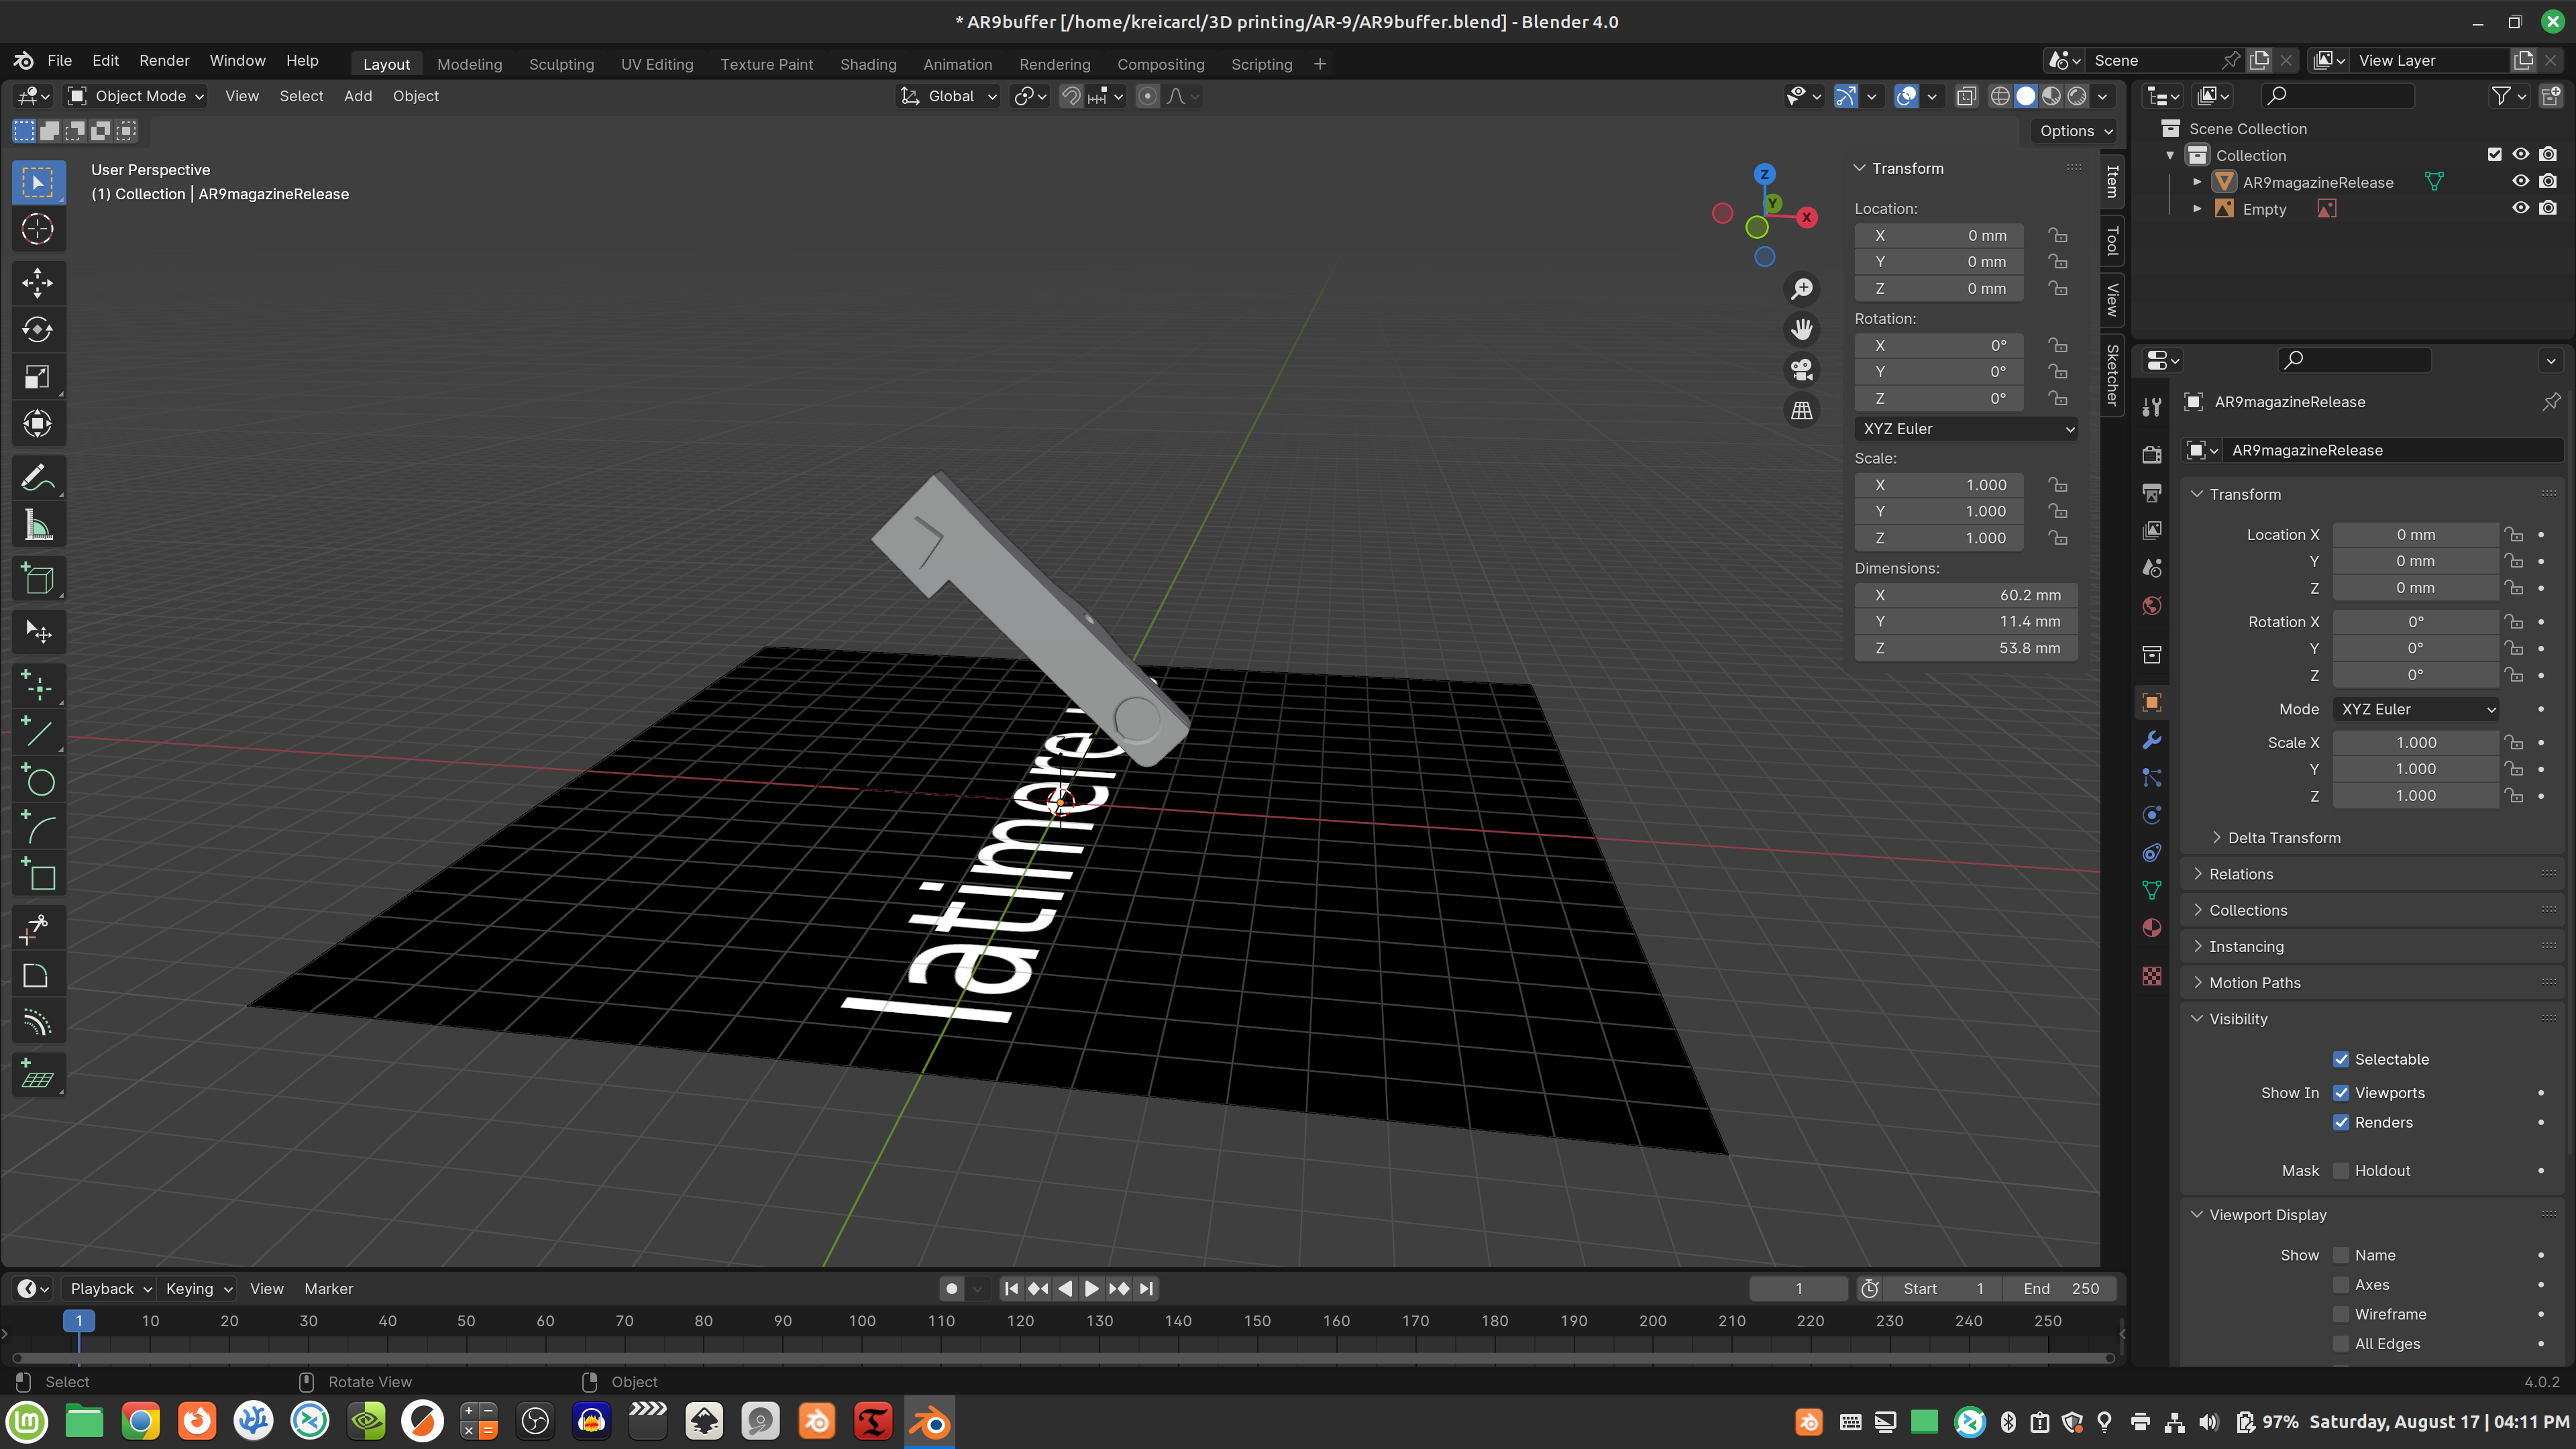 * AR9buffer [/home/kreicarcl/3D printing/AR-9/AR9buffer.blend] - Blender 4.0
File Edit Render Window Help Layout Modeling Sculpting UV Editing Texture Paint Shading Animation Rendering Compositing Scripting + Scene View Layer
Object Mode View Select Add Object Global
Options
User Perspective
(1) Collection | AR9magazineRelease
Z
Y
X
Transform
Location:
X 0 mm
Y 0 mm
Z 0 mm
Rotation:
X 0°
Y 0°
Z 0°
XYZ Euler
Scale:
X 1.000
Y 1.000
Z 1.000
Dimensions:
X 60.2 mm
Y 11.4 mm
Z 53.8 mm
Item
Tool
View
Sketcher
Scene Collection
Collection
AR9magazineRelease
Empty
AR9magazineRelease
AR9magazineRelease
Transform
Location X 0 mm
Y 0 mm
Z 0 mm
Rotation X 0°
Y 0°
Z 0°
Mode XYZ Euler
Scale X 1.000
Y 1.000
Z 1.000
Delta Transform
Relations
Collections
Instancing
Motion Paths
Visibility
Selectable
Show In Viewports
Renders
Mask Holdout
Viewport Display
Show Name
Axes
Wireframe
All Edges
Playback Keying View Marker 1 Start 1 End 250
1 10 20 30 40 50 60 70 80 90 100 110 120 130 140 150 160 170 180 190 200 210 220 230 240 250
Select Rotate View Object 4.0.2
97% Saturday, August 17 | 04:11 PM